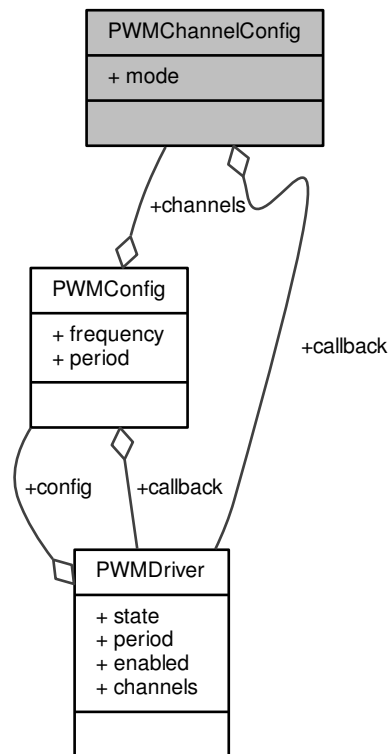 PWMChannelConfig
+ mode
+channels
PWMConfig
+ frequency
+ period
+callback
+config
+callback
PWMDriver
+ state
+ period
+ enabled
+ channels